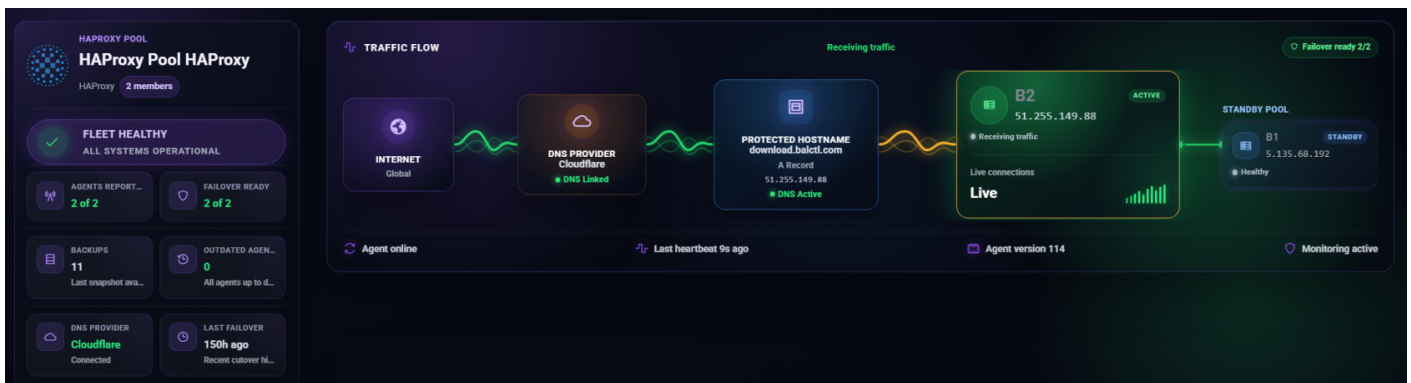 HAPROXY POOL
HAProxy Pool HAProxy
HAProxy 2 members
FLEET HEALTHY
ALL SYSTEMS OPERATIONAL
AGENTS REPORT...
2 of 2
FAILOVER READY
2 of 2
BACKUPS
11
Last snapshot ava...
OUTDATED AGEN...
0
All agents up to d...
DNS PROVIDER
Cloudflare
Connected
LAST FAILOVER
150h ago
Recent cutover hi...
TRAFFIC FLOW
Receiving traffic
Failover ready 2/2
INTERNET
Global
DNS PROVIDER
Cloudflare
DNS Linked
PROTECTED HOSTNAME
download.balctl.com
A Record
51.255.149.88
DNS Active
B2
ACTIVE
51.255.149.88
Receiving traffic
Live connections
Live
STANDBY POOL
B1
STANDBY
5.135.68.192
Healthy
Agent online
Last heartbeat 9s ago
Agent version 114
Monitoring active